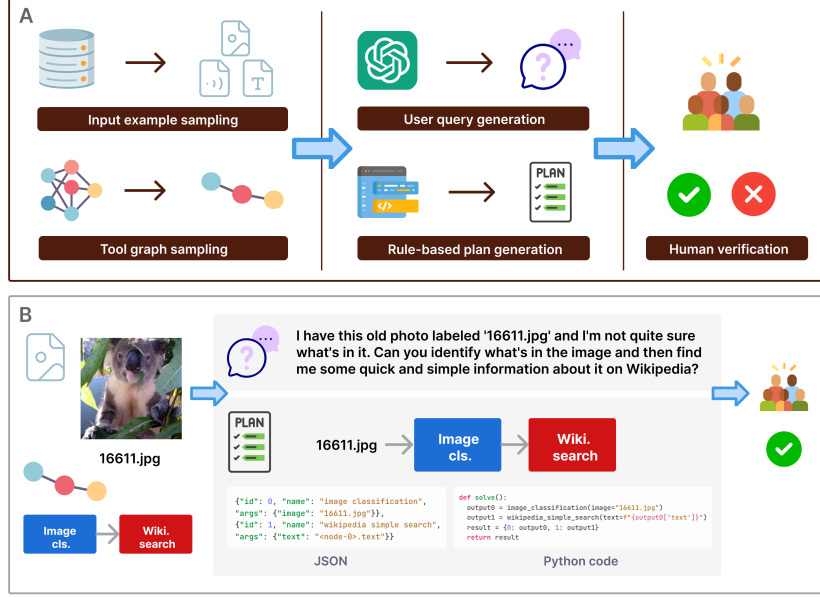 A
T
Input example sampling
Tool graph sampling
User query generation
</>
PLAN
Rule-based plan generation
Human verification
B
16611.jpg
Image
cls.
Wiki.
search
I have this old photo labeled '16611.jpg' and I'm not quite sure
what's in it. Can you identify what's in the image and then find
me some quick and simple information about it on Wikipedia?
PLAN
16611.jpg
Image
cls.
Wiki.
search
{"id": 0, "name": "image classification",
"args": {"image": "16611.jpg"}},
{"id": 1, "name": "wikipedia simple search",
"args": {"text": "<node-0>.text"}}
JSON
def solve():
output0 = image_classification(image="16611.jpg")
output1 = wikipedia_simple_search(text=f"{output0['text']}")
result = {0: output0, 1: output1}
return result
Python code